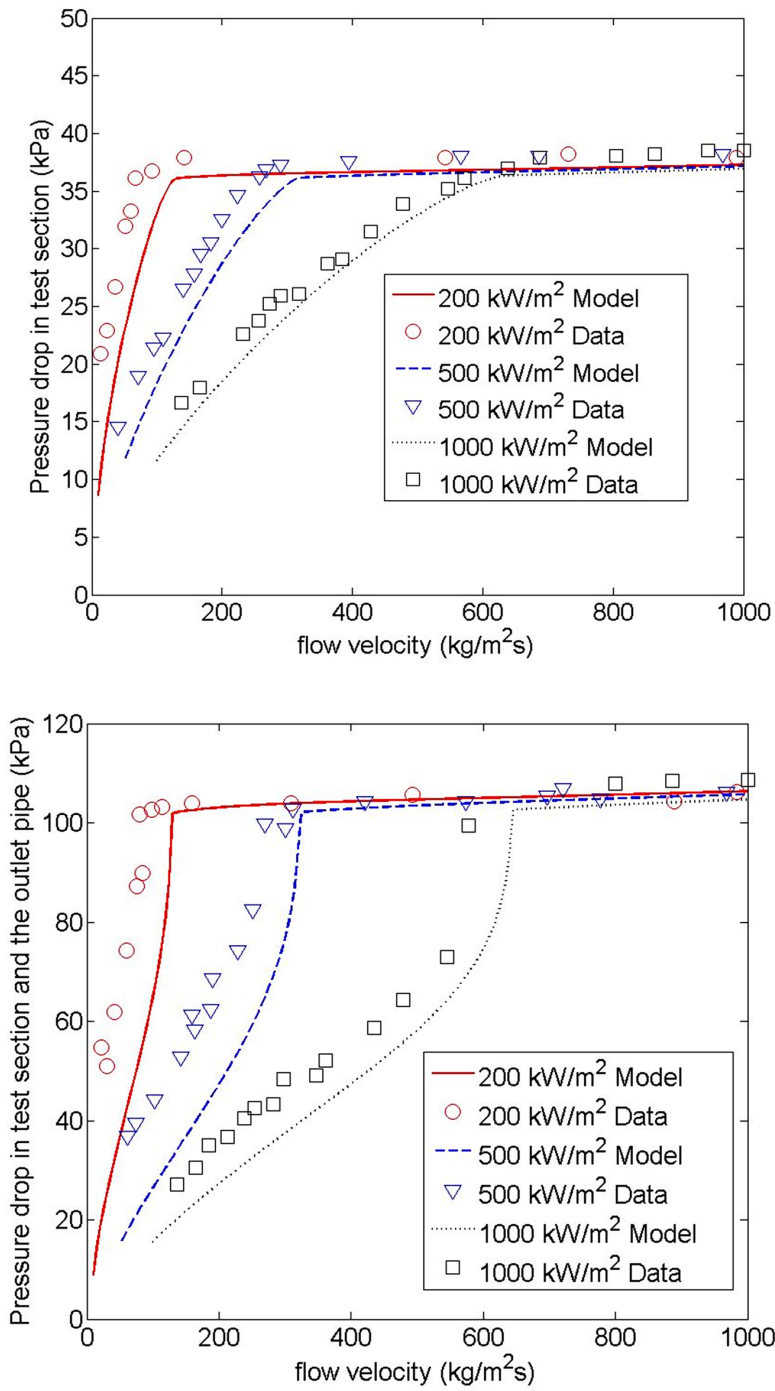 50
45
40
35
30
25
20
15
10
5
0
Pressure drop in test section (kPa)
200 kW/m² Model
200 kW/m² Data
500 kW/m² Model
500 kW/m² Data
1000 kW/m² Model
1000 kW/m² Data
0 200 400 600 800 1000
flow velocity (kg/m²s)
120
100
80
60
40
20
0
Pressure drop in test section and the outlet pipe (kPa)
200 kW/m² Model
200 kW/m² Data
500 kW/m² Model
500 kW/m² Data
1000 kW/m² Model
1000 kW/m² Data
0 200 400 600 800 1000
flow velocity (kg/m²s)